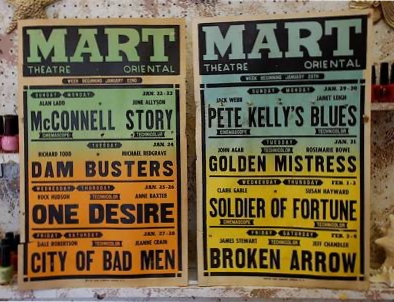 MART
THEATRE ORIENTAL
WEEK BEGINNING JANUARY 22ND
SUNDAY MONDAY JAN. 22-23
ALAN LADD JUNE ALLYSON
McCONNELL STORY
CINEMASCOPE TECHNICOLOR
TUESDAY JAN. 24
RICHARD TODD MICHAEL REDGRAVE
DAM BUSTERS
WEDNESDAY THURSDAY JAN. 25-26
ROCK HUDSON ANNE BAXTER
ONE DESIRE
FRIDAY SATURDAY JAN. 27-28
DALE ROBERTSON TECHNICOLOR JEANNE CRAIN
CITY OF BAD MEN
MART
THEATRE ORIENTAL
WEEK BEGINNING JANUARY 29TH
SUNDAY MONDAY JAN. 29-30
JACK WEBB JANET LEIGH
PETE KELLY'S BLUES
CINEMASCOPE TECHNICOLOR
TUESDAY JAN. 31
JOHN AGAR TECHNICOLOR ROSEMARIE BOWE
GOLDEN MISTRESS
WEDNESDAY THURSDAY FEB. 1-2
CLARK GABLE SUSAN HAYWARD
SOLDIER OF FORTUNE
CINEMASCOPE TECHNICOLOR
FRIDAY SATURDAY FEB. 3-4
JAMES STEWART TECHNICOLOR JEFF CHANDLER
BROKEN ARROW